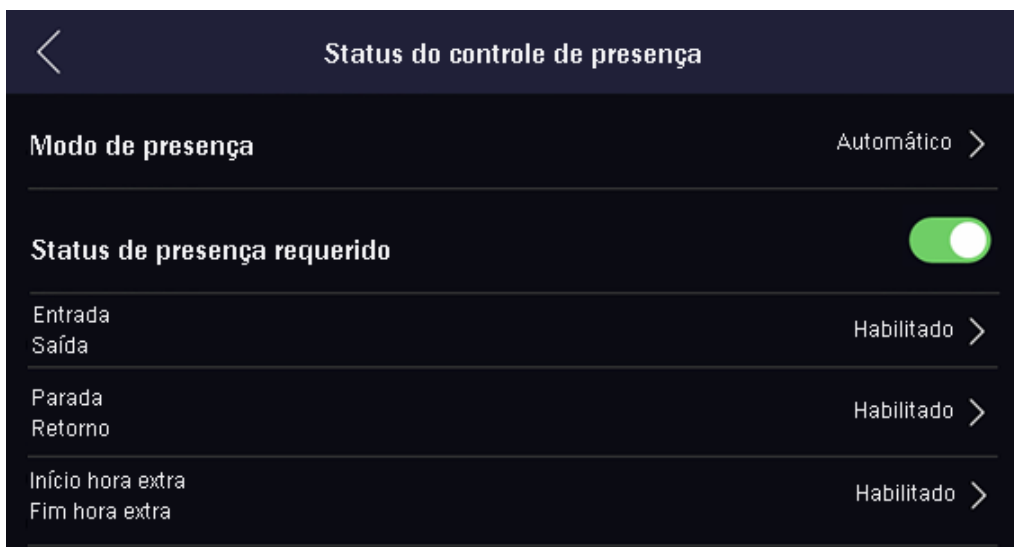 Status do controle de presença
Modo de presença
Automático
Status de presença requerido
Entrada
Saída
Habilitado
Parada
Retorno
Habilitado
Início hora extra
Fim hora extra
Habilitado